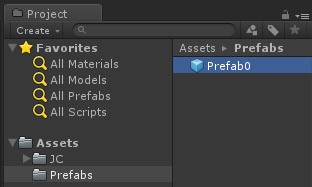 Project
Create
Favorites
All Materials
All Models
All Prefabs
All Scripts
Assets
JC
Prefabs
Assets Prefabs
Prefab0